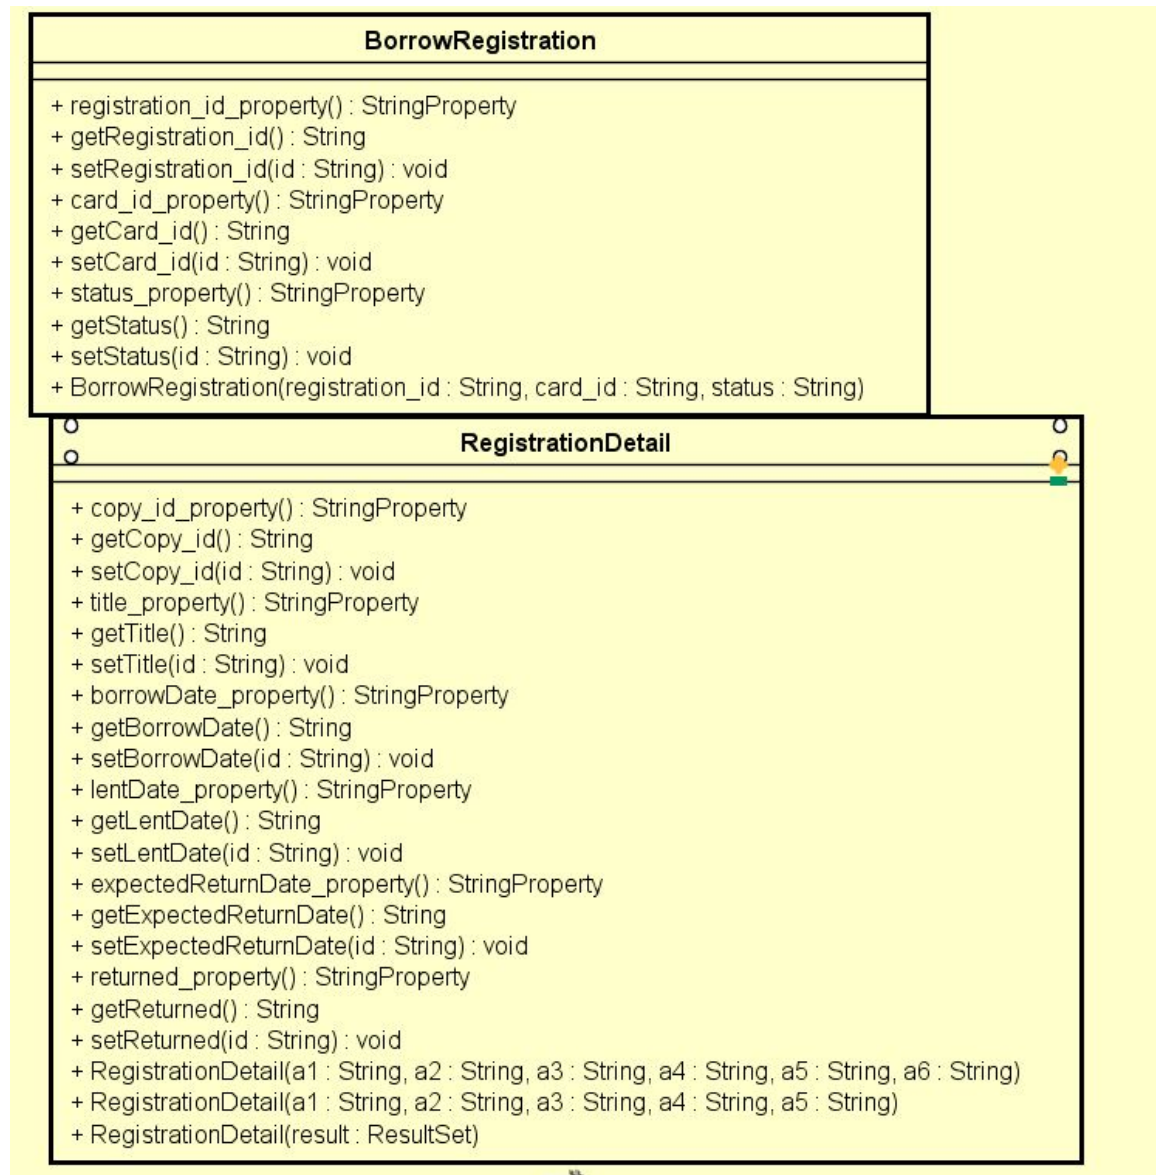 BorrowRegistration
+ registration_id_property() : StringProperty
+ getRegistration_id() : String
+ setRegistration_id(id : String) : void
+ card_id_property() : StringProperty
+ getCard_id() : String
+ setCard_id(id : String) : void
+ status_property() : StringProperty
+ getStatus() : String
+ setStatus(id : String) : void
+ BorrowRegistration(registration_id : String, card_id : String, status : String)
RegistrationDetail
+ copy_id_property() : StringProperty
+ getCopy_id() : String
+ setCopy_id(id : String) : void
+ title_property() : StringProperty
+ getTitle() : String
+ setTitle(id : String) : void
+ borrowDate_property() : StringProperty
+ getBorrowDate() : String
+ setBorrowDate(id : String) : void
+ lentDate_property() : StringProperty
+ getLentDate() : String
+ setLentDate(id : String) : void
+ expectedReturnDate_property() : StringProperty
+ getExpectedReturnDate() : String
+ setExpectedReturnDate(id : String) : void
+ returned_property() : StringProperty
+ getReturned() : String
+ setReturned(id : String) : void
+ RegistrationDetail(a1 : String, a2 : String, a3 : String, a4 : String, a5 : String, a6 : String)
+ RegistrationDetail(a1 : String, a2 : String, a3 : String, a4 : String, a5 : String)
+ RegistrationDetail(result : ResultSet)